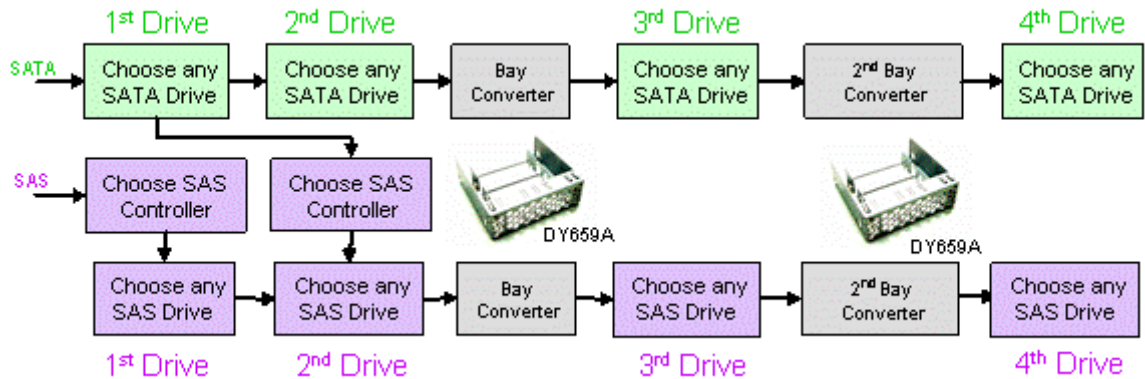 1st Drive 2nd Drive 3rd Drive 4th Drive
SATA
Choose any
SATA Drive
Choose any
SATA Drive
Bay
Converter
Choose any
SATA Drive
2nd Bay
Converter
Choose any
SATA Drive
SAS
Choose SAS
Controller
Choose SAS
Controller
DY659A
DY659A
Choose any
SAS Drive
Choose any
SAS Drive
Bay
Converter
Choose any
SAS Drive
2nd Bay
Converter
Choose any
SAS Drive
1st Drive 2nd Drive 3rd Drive 4th Drive